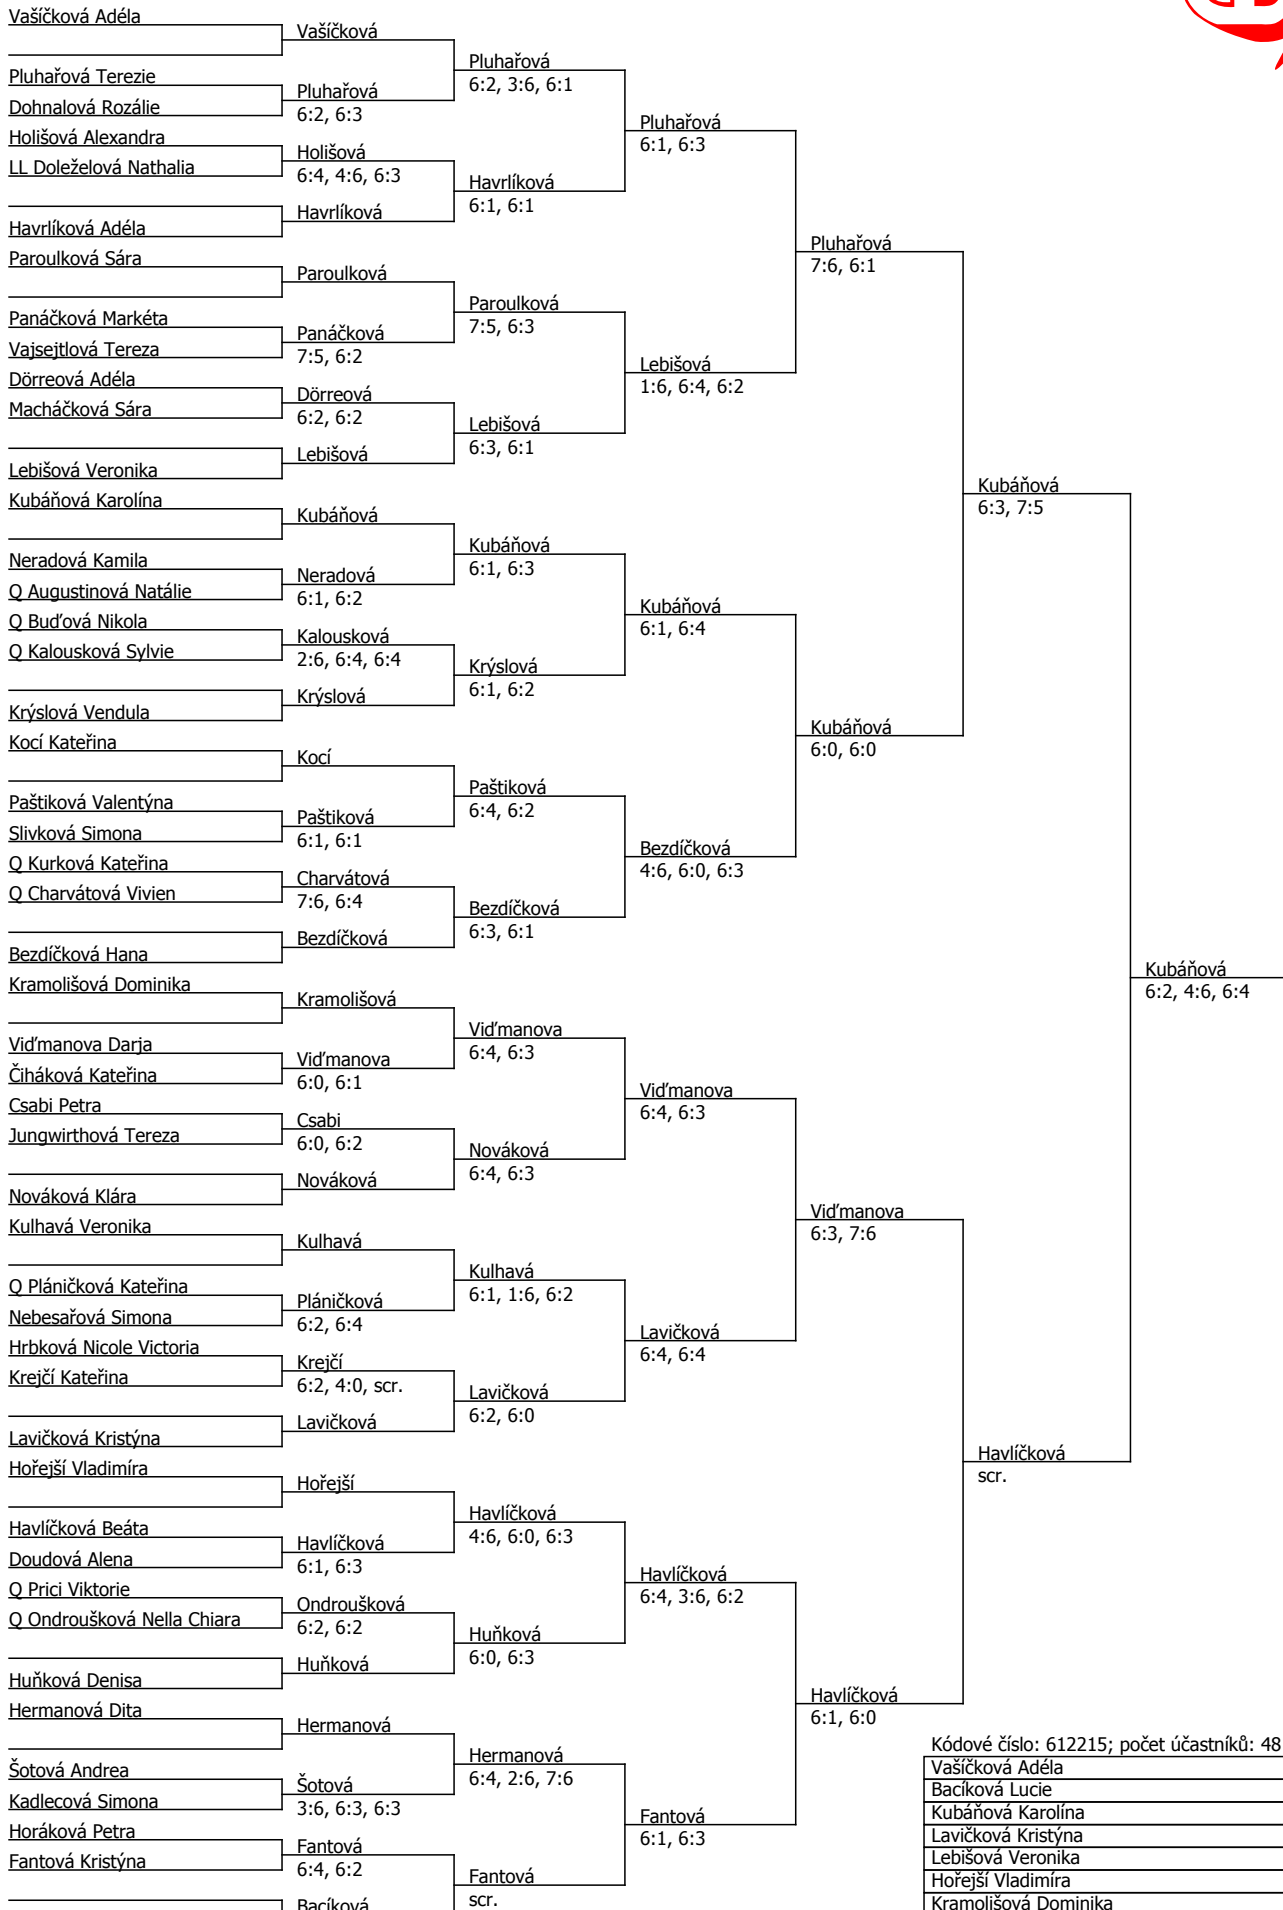 Vašíčková Adéla
Pluhařová Terezie
Dohnalová Rozálie
Holišová Alexandra
LL Doleželová Nathalia
Havrlíková Adéla
Paroulková Sára
Panáčková Markéta
Vajsejtlová Tereza
Dörreová Adéla
Macháčková Sára
Lebišová Veronika
Kubáňová Karolína
Neradová Kamila
Q Augustinová Natálie
Q Buďová Nikola
Q Kalousková Sylvie
Krýslová Vendula
Kocí Kateřina
Paštiková Valentýna
Slivková Simona
Q Kurková Kateřina
Q Charvátová Vivien
Bezdíčková Hana
Kramolišová Dominika
Viďmanova Darja
Čiháková Kateřina
Csabi Petra
Jungwirthová Tereza
Nováková Klára
Kulhavá Veronika
Q Pláničková Kateřina
Nebesařová Simona
Hrbková Nicole Victoria
Krejčí Kateřina
Lavičková Kristýna
Hořejší Vladimíra
Havlíčková Beáta
Doudová Alena
Q Prici Viktorie
Q Ondroušková Nella Chiara
Huňková Denisa
Hermanová Dita
Šotová Andrea
Kadlecová Simona
Horáková Petra
Fantová Kristýna
Vašíčková
Pluhařová
6:2, 6:3
Holišová
6:4, 4:6, 6:3
Havrlíková
Paroulková
Panáčková
7:5, 6:2
Dörreová
6:2, 6:2
Lebišová
Kubáňová
Neradová
6:1, 6:2
Kalousková
2:6, 6:4, 6:4
Krýslová
Kocí
Paštiková
6:1, 6:1
Charvátová
7:6, 6:4
Bezdíčková
Kramolišová
Viďmanova
6:0, 6:1
Csabi
6:0, 6:2
Nováková
Kulhavá
Pláničková
6:2, 6:4
Krejčí
6:2, 4:0, scr.
Lavičková
Hořejší
Havlíčková
6:1, 6:3
Ondroušková
6:2, 6:2
Huňková
Hermanová
Šotová
3:6, 6:3, 6:3
Fantová
6:4, 6:2
Bacíková
Pluhařová
6:2, 3:6, 6:1
Havrlíková
6:1, 6:1
Paroulková
7:5, 6:3
Lebišová
6:3, 6:1
Kubáňová
6:1, 6:3
Krýslová
6:1, 6:2
Paštiková
6:4, 6:2
Bezdíčková
6:3, 6:1
Viďmanova
6:4, 6:3
Nováková
6:4, 6:3
Kulhavá
6:1, 1:6, 6:2
Lavičková
6:2, 6:0
Havlíčková
4:6, 6:0, 6:3
Huňková
6:0, 6:3
Hermanová
6:4, 2:6, 7:6
Fantová
scr.
Pluhařová
6:1, 6:3
Lebišová
1:6, 6:4, 6:2
Kubáňová
6:1, 6:4
Bezdíčková
4:6, 6:0, 6:3
Viďmanova
6:4, 6:3
Lavičková
6:4, 6:4
Havlíčková
6:4, 3:6, 6:2
Fantová
6:1, 6:3
Pluhařová
7:6, 6:1
Kubáňová
6:0, 6:0
Viďmanova
6:3, 7:6
Havlíčková
6:1, 6:0
Kubáňová
6:3, 7:5
Havlíčková
scr.
Kubáňová
6:2, 4:6, 6:4
Kódové číslo: 612215; počet účastníků: 48
Vašíčková Adéla
Bacíková Lucie
Kubáňová Karolína
Lavičková Kristýna
Lebišová Veronika
Hořejší Vladimíra
Kramolišová Dominika